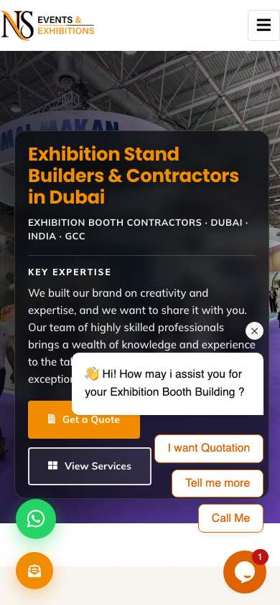 NS EVENTS &
EXHIBITIONS
Exhibition Stand
Builders & Contractors
in Dubai
EXHIBITION BOOTH CONTRACTORS · DUBAI ·
INDIA · GCC
KEY EXPERTISE
We built our brand on creativity and
expertise, and we want to share it with you.
Our team of highly skilled professionals
brings a wealth of knowledge and experience
to the
👋 Hi! How may i assist you for
your Exhibition Booth Building ?
Get a Quote
I want Quotation
View Services
Tell me more
Call Me
1